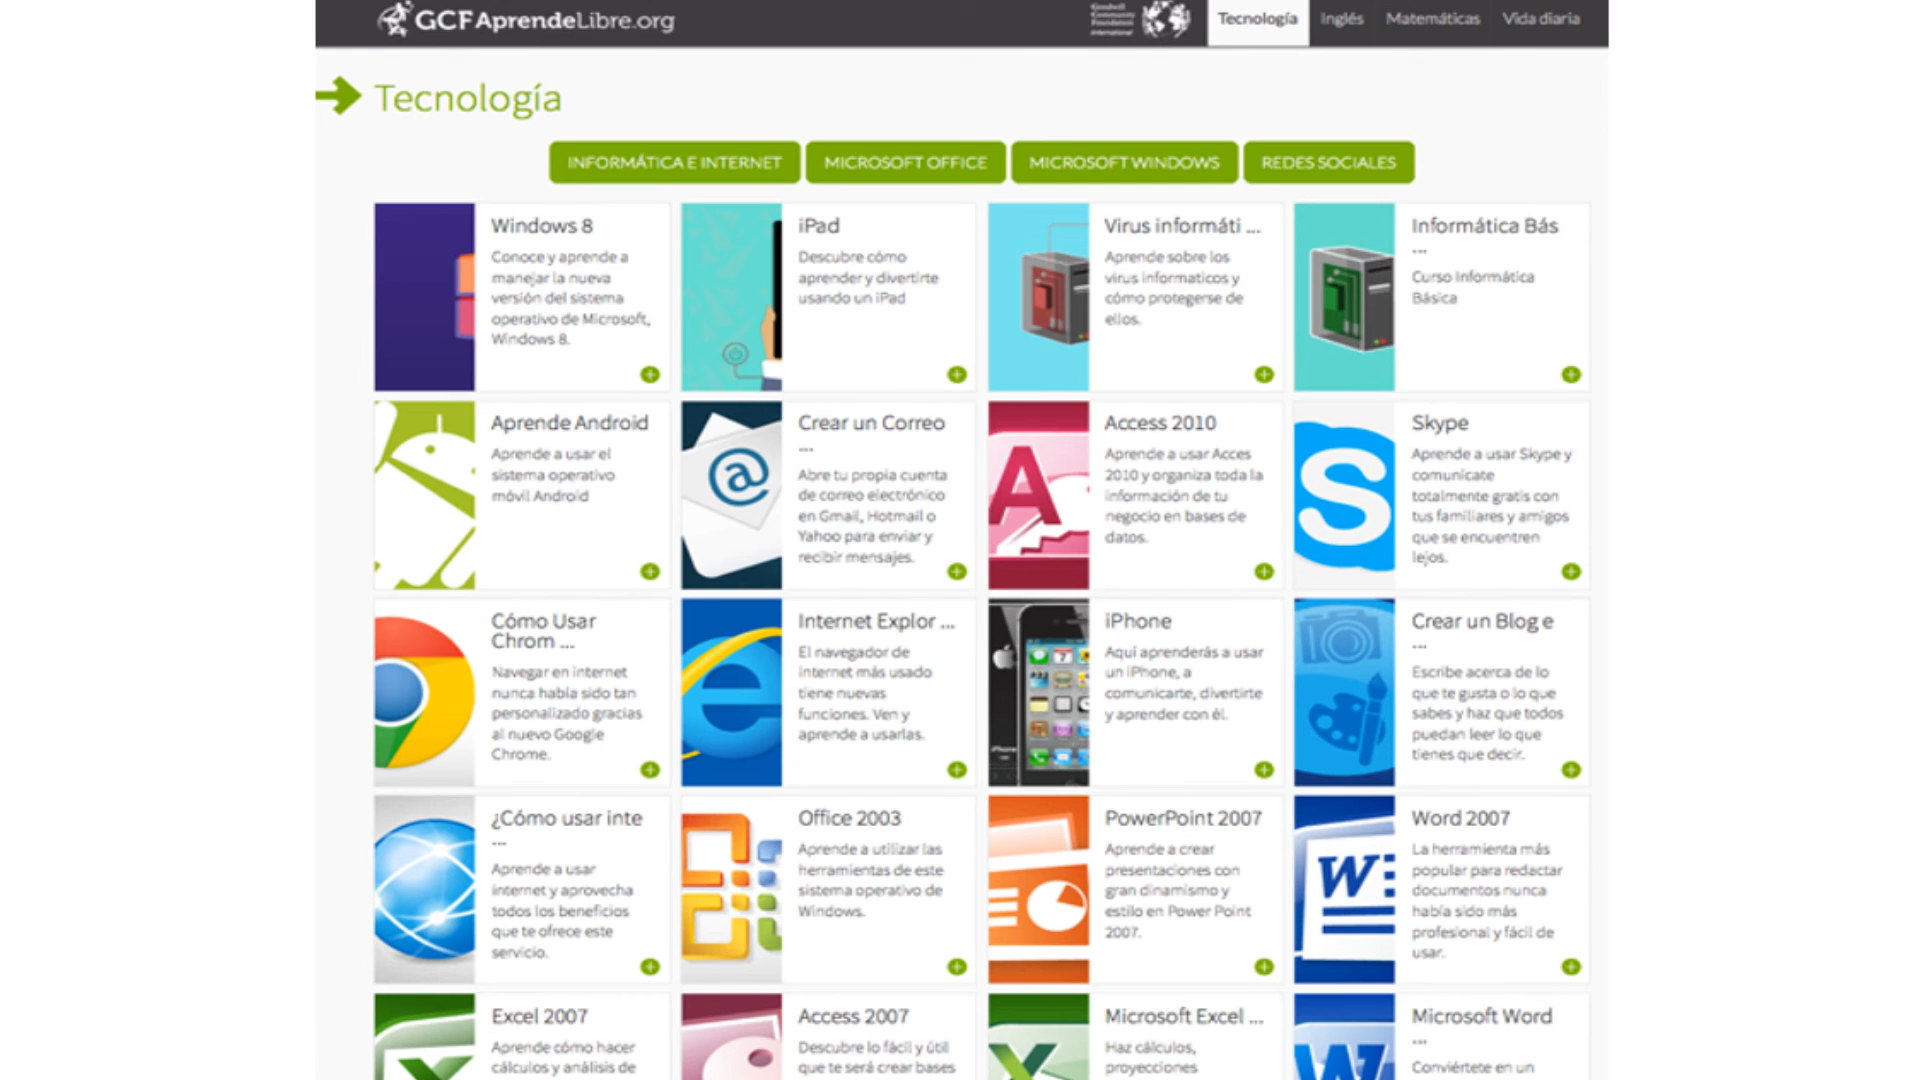 GCFAprendeLibre.org
Goodwill
Community
Foundation
International
Tecnología Inglés Matemáticas Vida diaria
Tecnología
INFORMÁTICA E INTERNET MICROSOFT OFFICE MICROSOFT WINDOWS REDES SOCIALES
Windows 8
Conoce y aprende a
manejar la nueva
versión del sistema
operativo de Microsoft,
Windows 8.
iPad
Descubre cómo
aprender y divertirte
usando un iPad
Virus informáti ...
Aprende sobre los
virus informaticos y
cómo protegerse de
ellos.
Informática Bás
...
Curso Informática
Básica
Aprende Android
Aprende a usar el
sistema operativo
móvil Android
Crear un Correo
...
Abre tu propia cuenta
de correo electrónico
en Gmail, Hotmail o
Yahoo para enviar y
recibir mensajes.
Access 2010
Aprende a usar Acces
2010 y organiza toda la
información de tu
negocio en bases de
datos.
Skype
Aprende a usar Skype y
comunícate
totalmente gratis con
tus familiares y amigos
que se encuentren
lejos.
Cómo Usar
Chrom ...
Navegar en internet
nunca había sido tan
personalizado gracias
al nuevo Google
Chrome.
Internet Explor ...
El navegador de
internet más usado
tiene nuevas
funciones. Ven y
aprende a usarlas.
iPhone
Aquí aprenderás a usar
un iPhone, a
comunicarte, divertirte
y aprender con él.
Crear un Blog e
...
Escribe acerca de lo
que te gusta o lo que
sabes y haz que todos
puedan leer lo que
tienes que decir.
¿Cómo usar inte
...
Aprende a usar
internet y aprovecha
todos los beneficios
que te ofrece este
servicio.
Office 2003
Aprende a utilizar las
herramientas de este
sistema operativo de
Windows.
PowerPoint 2007
Aprende a crear
presentaciones con
gran dinamismo y
estilo en Power Point
2007.
Word 2007
La herramienta más
popular para redactar
documentos nunca
había sido más
profesional y fácil de
usar.
Excel 2007
Aprende cómo hacer
cálculos y análisis de
Access 2007
Descubre lo fácil y útil
que te será crear bases
Microsoft Excel ...
Haz cálculos,
proyecciones
Microsoft Word
...
Conviértete en un